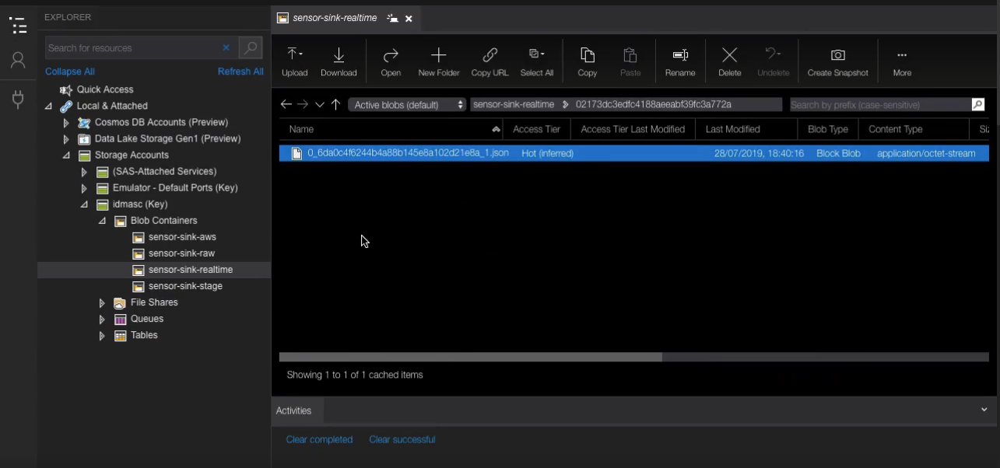 EXPLORER
Search for resources
Collapse All Refresh All
Quick Access
Local & Attached
Cosmos DB Accounts (Preview)
Data Lake Storage Gen1 (Preview)
Storage Accounts
(SAS-Attached Services)
Emulator - Default Ports (Key)
idmasc (Key)
Blob Containers
sensor-sink-aws
sensor-sink-raw
sensor-sink-realtime
sensor-sink-stage
File Shares
Queues
Tables
sensor-sink-realtime
Upload Download Open New Folder Copy URL Select All Copy Paste Rename Delete Undelete Create Snapshot More
Active blobs (default) sensor-sink-realtime 02173dc3edfc4188aeeabf39fc3a772a Search by prefix (case-sensitive)
Name Access Tier Access Tier Last Modified Last Modified Blob Type Content Type
0_6da0c4f6244b4a88b145e8a102d21e8a_1.json Hot (inferred) 28/07/2019, 18:40:16 Block Blob application/octet-stream
Showing 1 to 1 of 1 cached items
Activities
Clear completed Clear successful